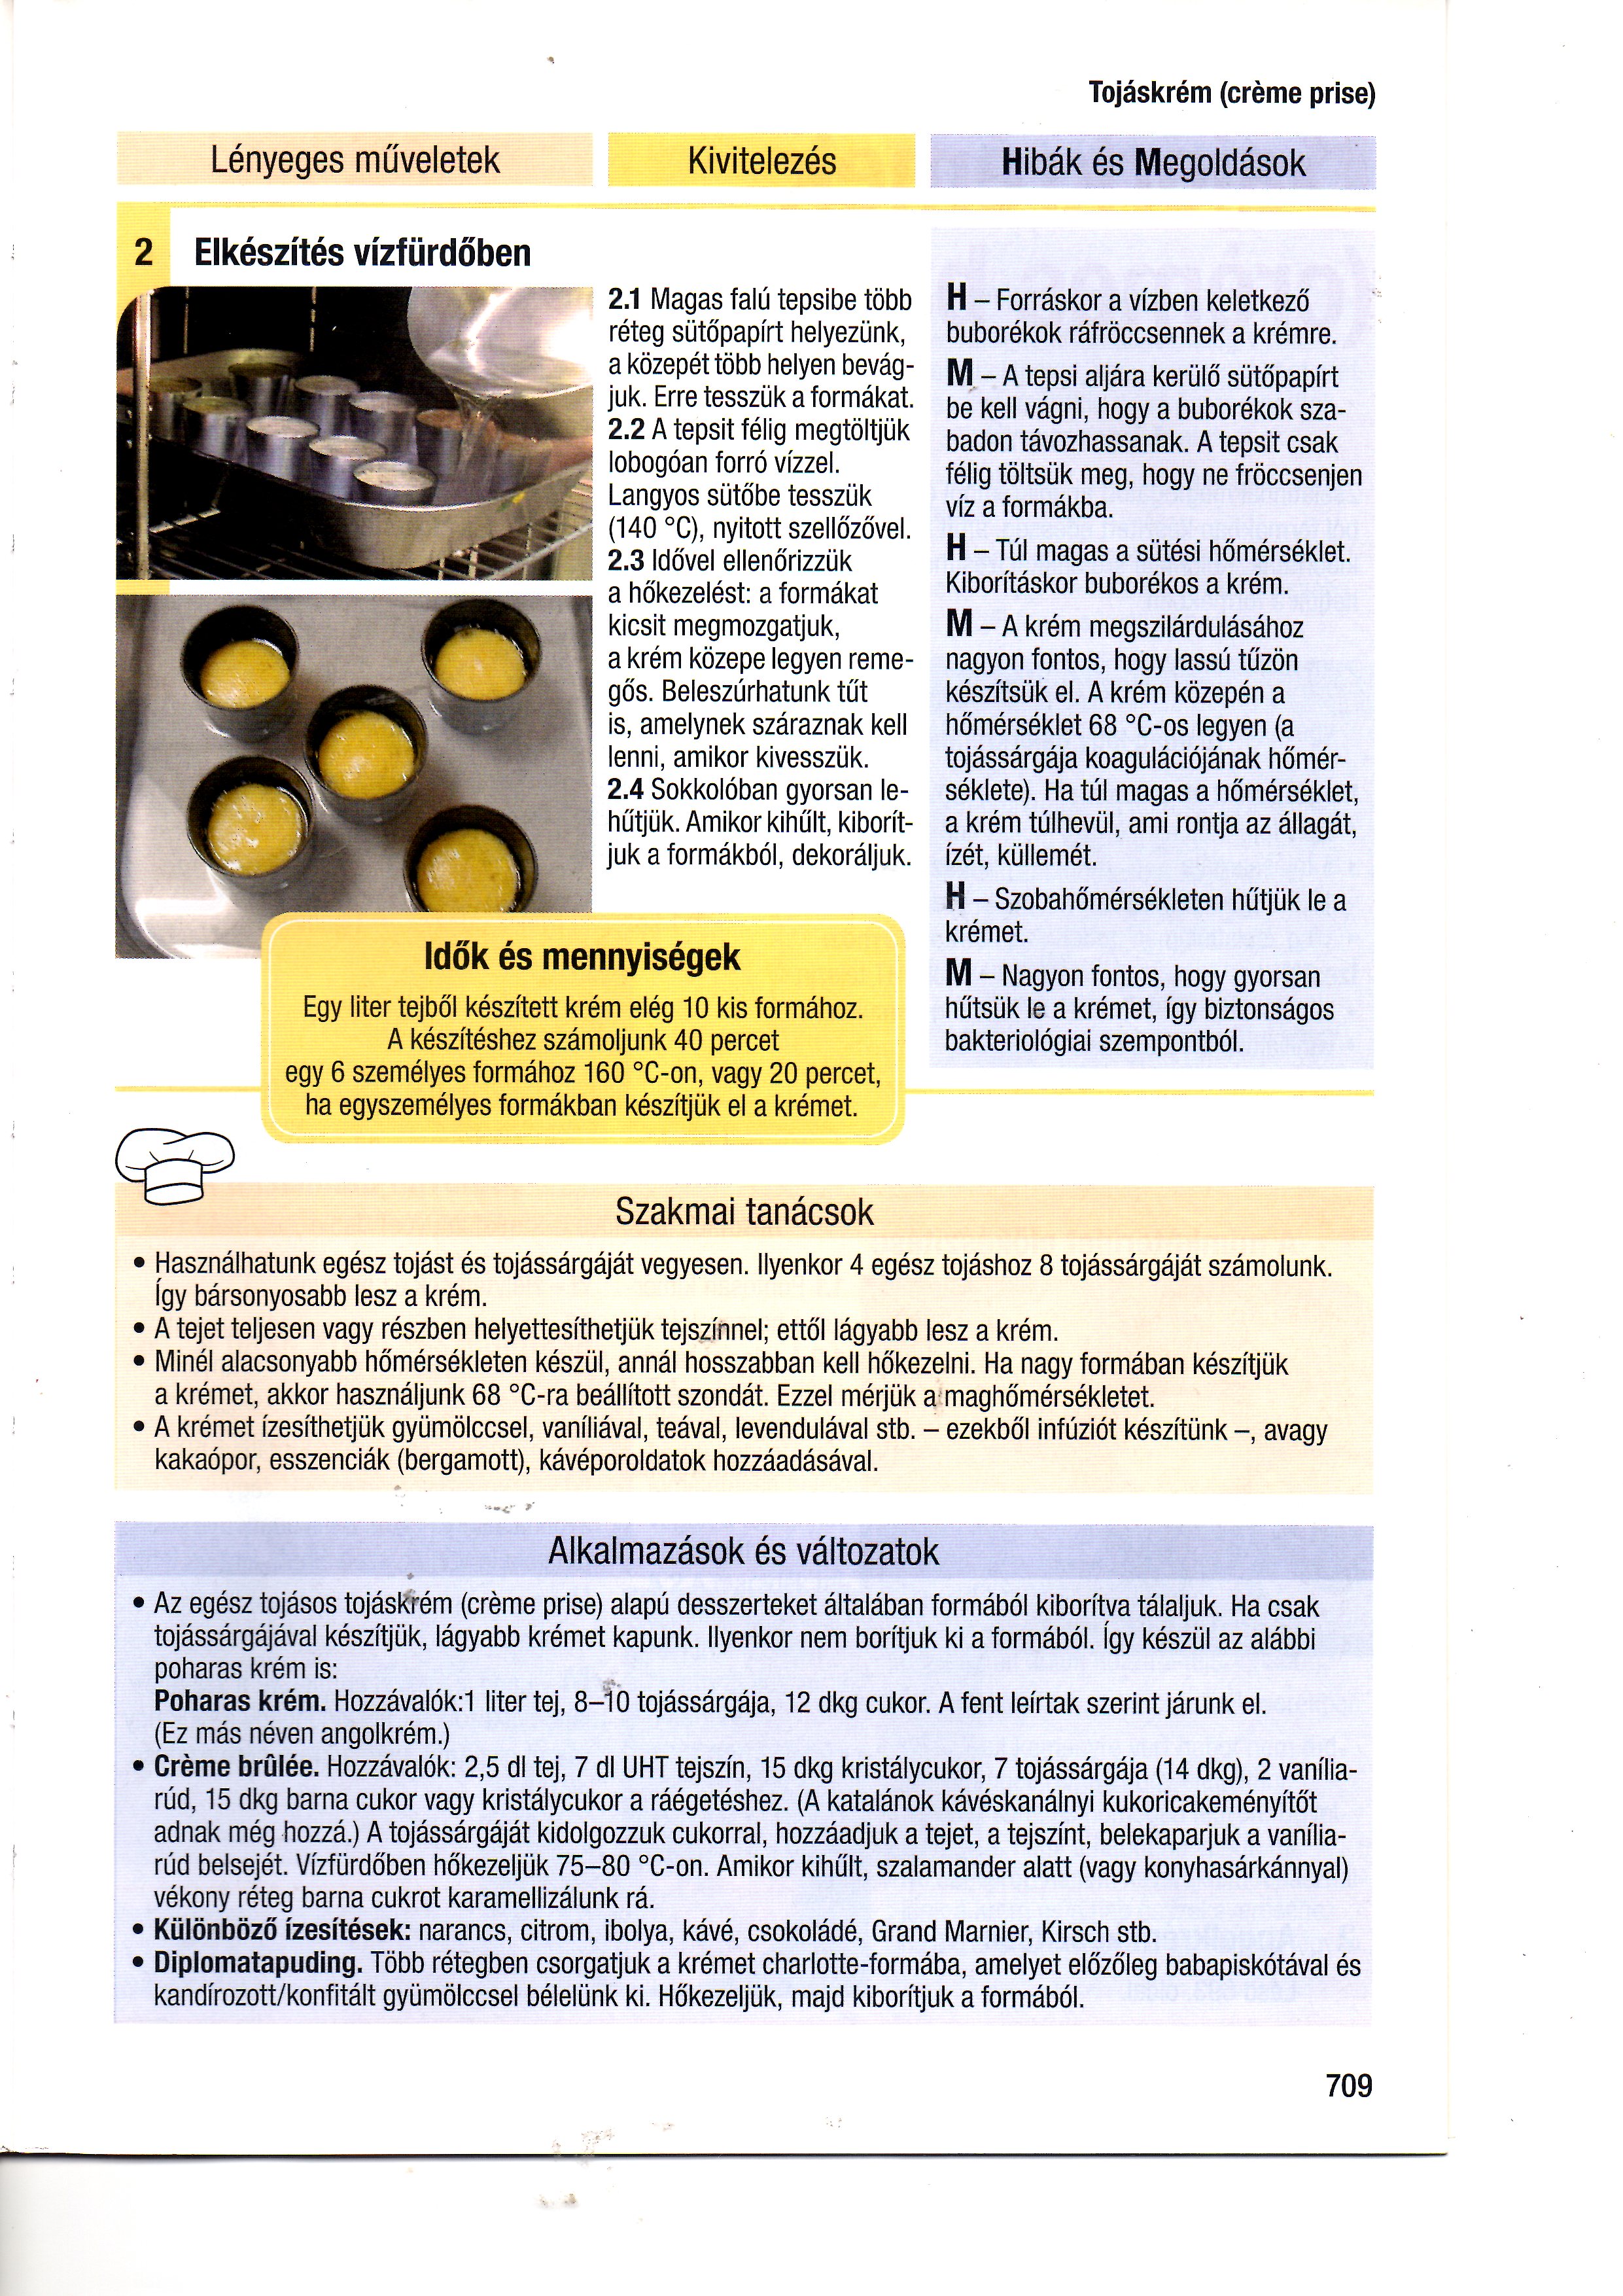 Tojáskrém (crème prise)
Lényeges műveletek
Kivitelezés
Hibák és Megoldások
2 Elkészítés vízfürdőben
2.1 Magas falú tepsibe több
réteg sütőpapírt helyezünk,
a közepét több helyen bevág-
juk. Erre tesszük a formákat.
2.2 A tepsit félig megtöltjük
lobogóan forró vízzel.
Langyos sütőbe tesszük
(140 °C), nyitott szellőzővel.
2.3 Idővel ellenőrizzük
a hőkezelést: a formákat
kicsit megmozgatjuk,
a krém közepe legyen reme-
gős. Beleszúrhatunk tűt
is, amelynek száraznak kell
lenni, amikor kivesszük.
2.4 Sokkolóban gyorsan le-
hűtjük. Amikor kihűlt, kiborít-
juk a formákból, dekoráljuk.
H – Forráskor a vízben keletkező
buborékok ráfröccsennek a krémre.
M – A tepsi aljára kerülő sütőpapírt
be kell vágni, hogy a buborékok sza-
badon távozhassanak. A tepsit csak
félig töltsük meg, hogy ne fröccsenjen
víz a formákba.
H – Túl magas a sütési hőmérséklet.
Kiborításkor buborékos a krém.
M – A krém megszilárdulásához
nagyon fontos, hogy lassú tűzön
készítsük el. A krém közepén a
hőmérséklet 68 °C-os legyen (a
tojássárgája koagulációjának hőmér-
séklete). Ha túl magas a hőmérséklet,
a krém túlhevül, ami rontja az állagát,
ízét, küllemét.
H – Szobahőmérsékleten hűtjük le a
krémet.
M – Nagyon fontos, hogy gyorsan
hűtsük le a krémet, így biztonságos
bakteriológiai szempontból.
Idők és mennyiségek
Egy liter tejből készített krém elég 10 kis formához.
A készítéshez számoljunk 40 percet
egy 6 személyes formához 160 °C-on, vagy 20 percet,
ha egyszemélyes formákban készítjük el a krémet.
Szakmai tanácsok
• Használhatunk egész tojást és tojássárgáját vegyesen. Ilyenkor 4 egész tojáshoz 8 tojássárgáját számolunk.
Így bársonyosabb lesz a krém.
• A tejet teljesen vagy részben helyettesíthetjük tejszínnel; ettől lágyabb lesz a krém.
• Minél alacsonyabb hőmérsékleten készül, annál hosszabban kell hőkezelni. Ha nagy formában készítjük
a krémet, akkor használjunk 68 °C-ra beállított szondát. Ezzel mérjük a maghőmérsékletet.
• A krémet ízesíthetjük gyümölccsel, vaníliával, teával, levendulával stb. – ezekből infúziót készítünk –, avagy
kakaópor, esszenciák (bergamott), kávéporoldatok hozzáadásával.
Alkalmazások és változatok
• Az egész tojásos tojáskrém (crème prise) alapú desszerteket általában formából kiborítva tálaljuk. Ha csak
tojássárgájával készítjük, lágyabb krémet kapunk. Ilyenkor nem borítjuk ki a formából. Így készül az alábbi
poharas krém is:
Poharas krém. Hozzávalók:1 liter tej, 8–10 tojássárgája, 12 dkg cukor. A fent leírtak szerint járunk el.
(Ez más néven angolkrém.)
• Crème brûlée. Hozzávalók: 2,5 dl tej, 7 dl UHT tejszín, 15 dkg kristálycukor, 7 tojássárgája (14 dkg), 2 vanília-
rúd, 15 dkg barna cukor vagy kristálycukor a ráégetéshez. (A katalánok kávéskanálnyi kukoricakeményítőt
adnak még hozzá.) A tojássárgáját kidolgozzuk cukorral, hozzáadjuk a tejet, a tejszínt, belekaparjuk a vanília-
rúd belsejét. Vízfürdőben hőkezeljük 75–80 °C-on. Amikor kihűlt, szalamander alatt (vagy konyhasárkánnyal)
vékony réteg barna cukrot karamellizálunk rá.
• Különböző ízesítések: narancs, citrom, ibolya, kávé, csokoládé, Grand Marnier, Kirsch stb.
• Diplomatapuding. Több rétegben csorgatjuk a krémet charlotte-formába, amelyet előzőleg babapiskótával és
kandírozott/konfitált gyümölccsel bélelünk ki. Hőkezeljük, majd kiborítjuk a formából.
709